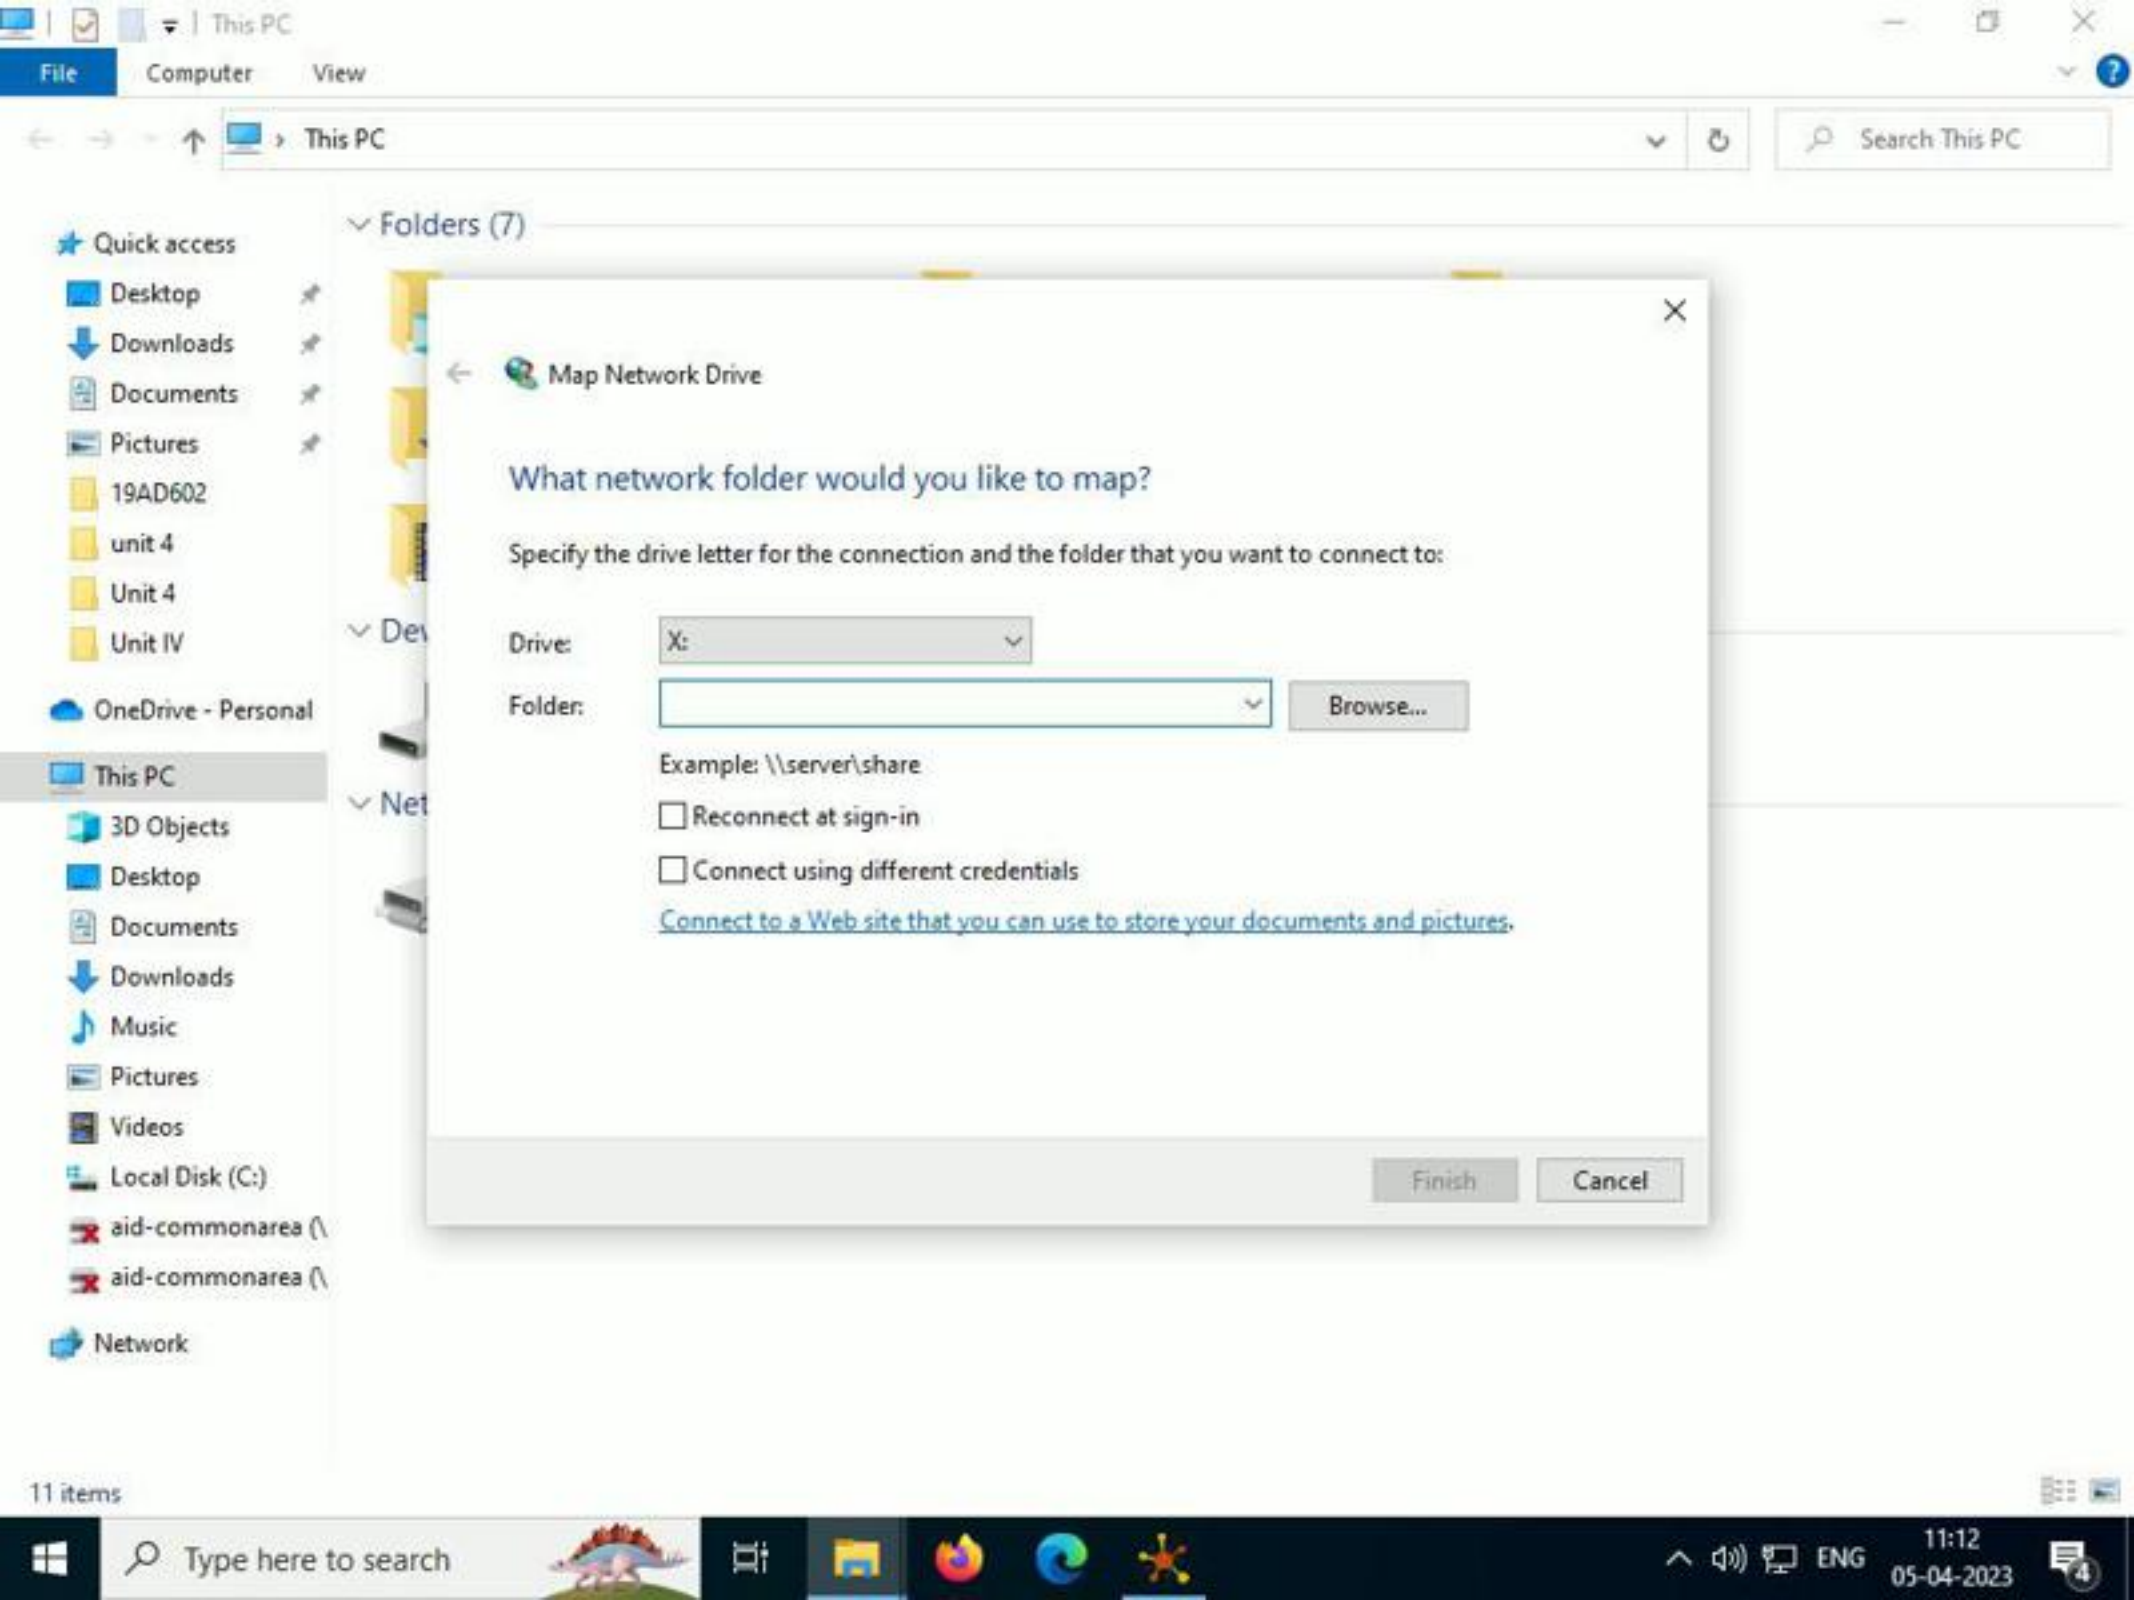 This PC
File
Computer
View
This PC
Search This PC
Quick access
Desktop
Downloads
Documents
Pictures
19AD602
unit 4
Unit 4
Unit IV
OneDrive - Personal
This PC
3D Objects
Desktop
Documents
Downloads
Music
Pictures
Videos
Local Disk (C:)
aid-commonarea (\
aid-commonarea (\
Network
Folders (7)
Dev
Net
Map Network Drive
What network folder would you like to map?
Specify the drive letter for the connection and the folder that you want to connect to:
Drive:
X:
Folder:
Browse...
Example: \\server\share
Reconnect at sign-in
Connect using different credentials
Connect to a Web site that you can use to store your documents and pictures.
Finish
Cancel
11 items
Type here to search
ENG
11:12
05-04-2023
4